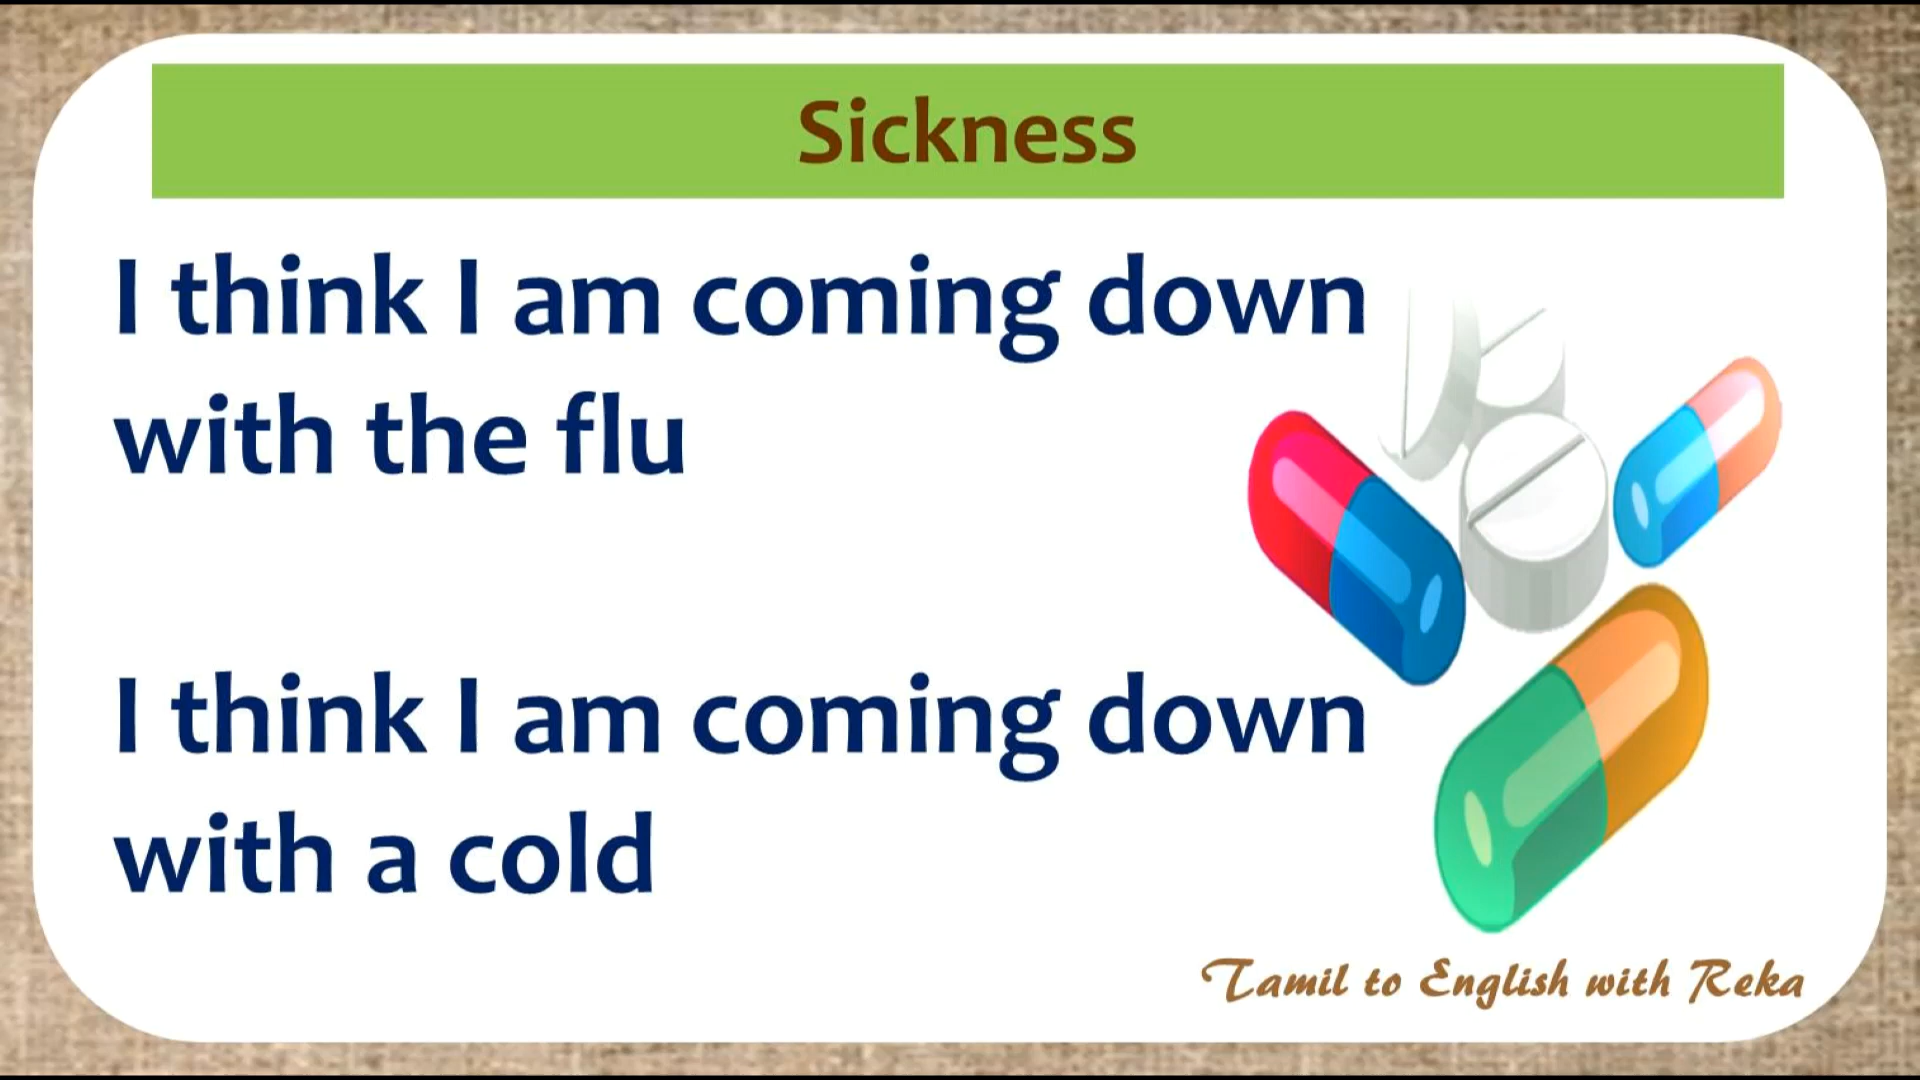 Sickness
I think I am coming down
with the flu
I think I am coming down
with a cold
Tamil to English with Reka